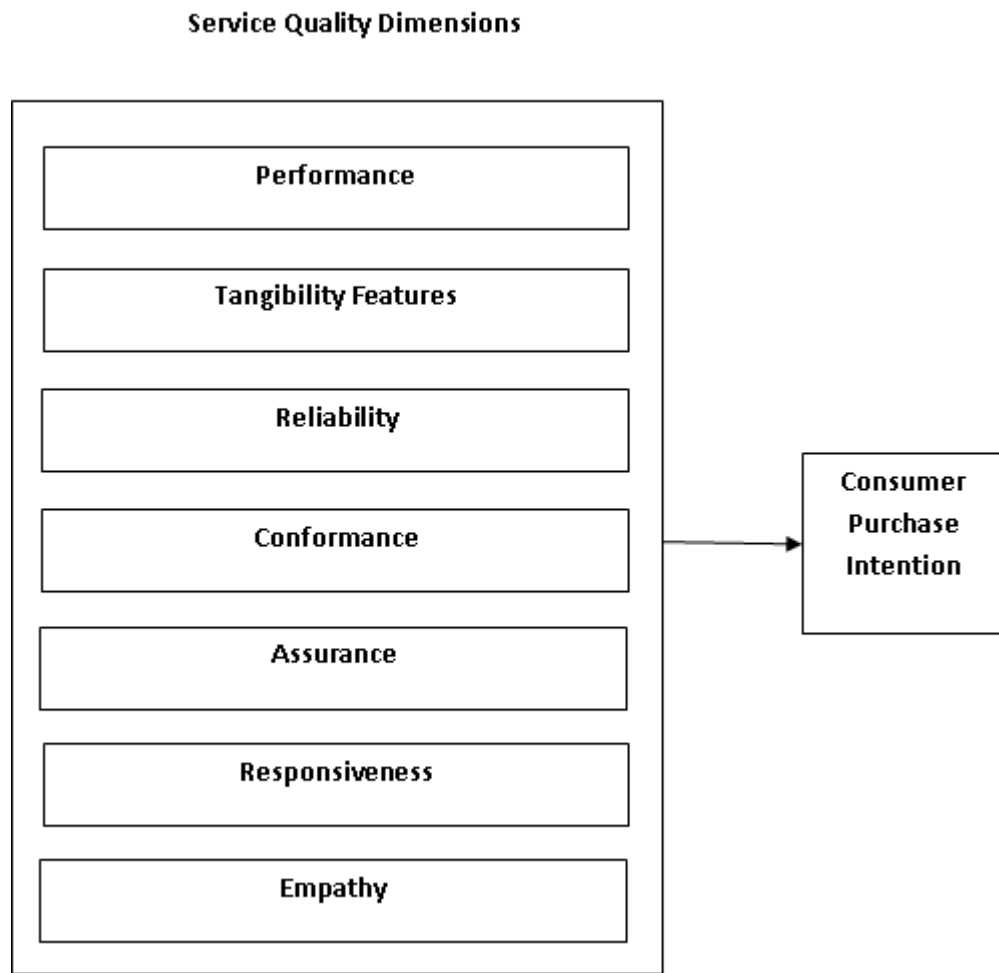 Service Quality Dimensions
Performance
Tangibility Features
Reliability
Conformance
Assurance
Responsiveness
Empathy
Consumer
Purchase
Intention